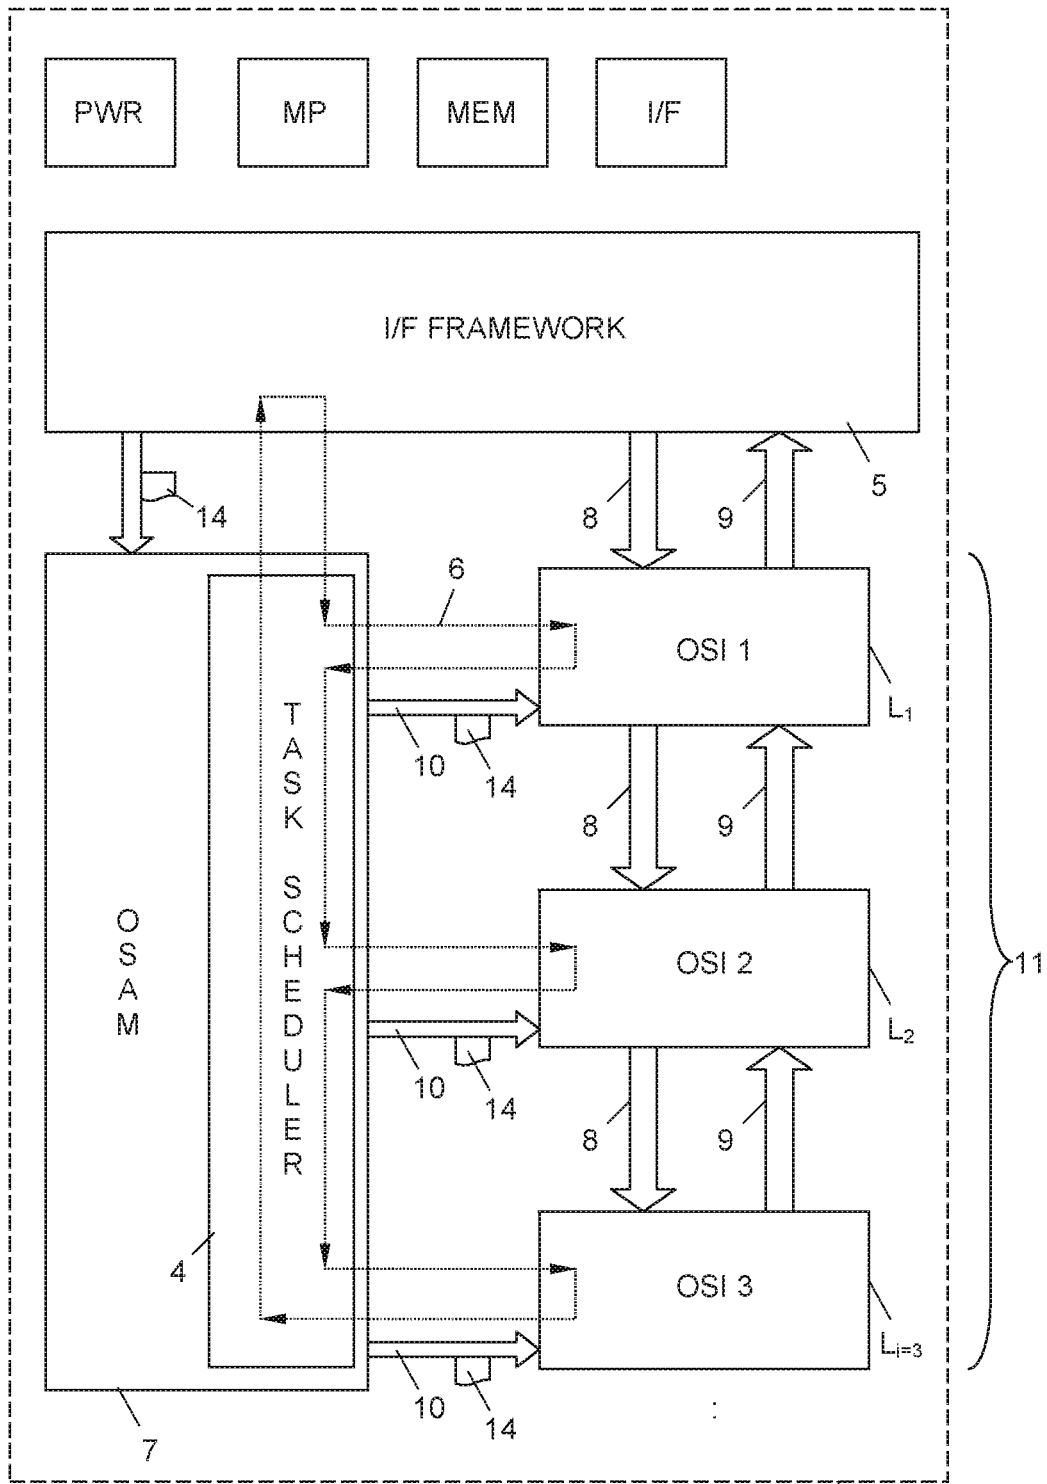 PWR
MP
MEM
I/F
I/F FRAMEWORK
5
14
8
9
6
OSI 1
L1
10
14
8
9
TASK SCHEDULER
OSAM
OSI 2
L2
11
10
14
8
9
4
OSI 3
Li=3
10
14
7
: